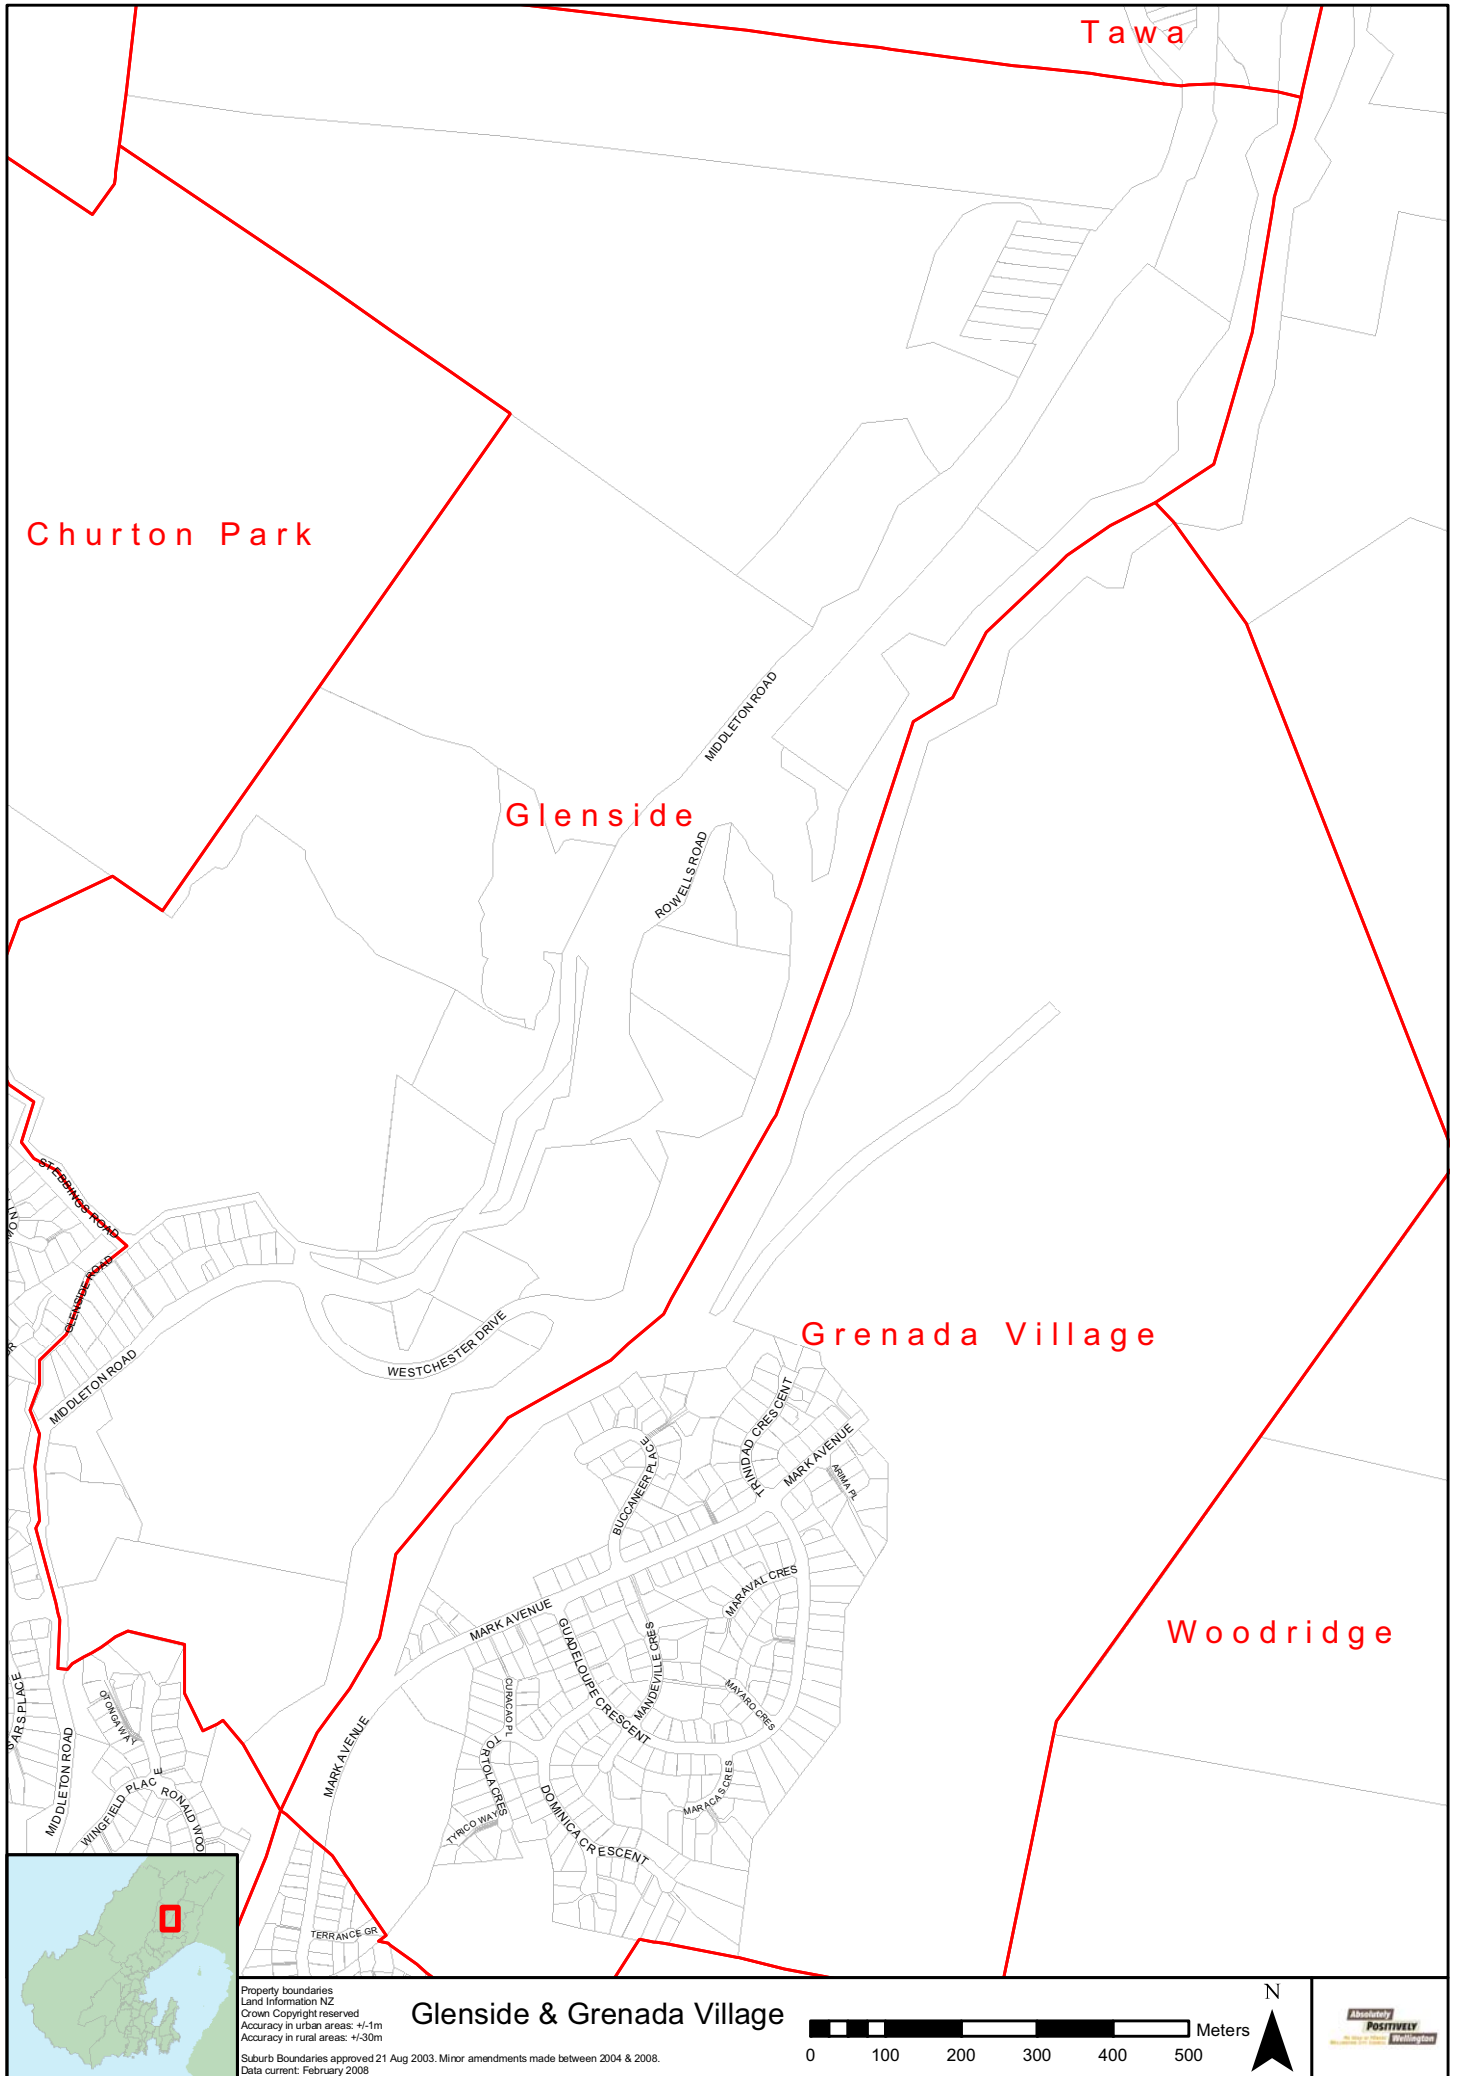 Tawa
Churton Park
MIDDLETON ROAD
Glenside
ROWELLS ROAD
STEBBINGS ROAD
GLENSIDE ROAD
MIDDLETON ROAD
WESTCHESTER DRIVE
Grenada Village
TRINIDAD CRESCENT
MARK AVENUE
ARIMA PL
BUCCANEER PLACE
MARAVAL CRES
MARK AVENUE
GUADELOUPE CRESCENT
MANDEVILLE CRES
Woodridge
CURACAO PL
MAYARO CRES
OTONGA WAY
MIDDLETON ROAD
MARK AVENUE
TORTOLA CRES
MARACAS CRES
WINGFIELD PLACE
RONALD WOO
DOMINICA CRESCENT
TYRICO WAY
TERRANCE GR
Property boundaries
Land Information NZ
Crown Copyright reserved
Accuracy in urban areas: +/-1m
Accuracy in rural areas: +/-30m
Suburb Boundaries approved 21 Aug 2003. Minor amendments made between 2004 & 2008.
Data current: February 2008
Glenside & Grenada Village
Meters
0 100 200 300 400 500
N
Absolutely
POSITIVELY
Wellington